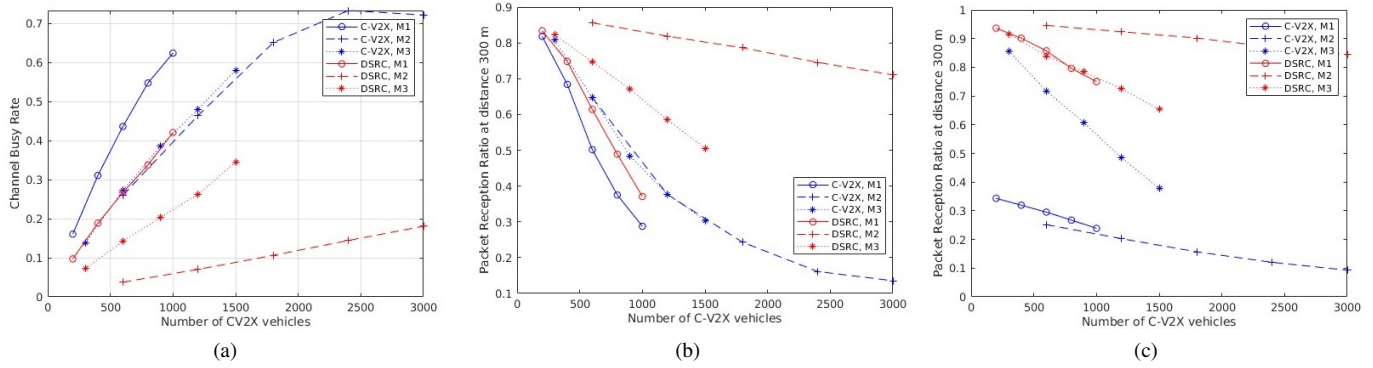 0.7
0.6
0.5
0.4
0.3
0.2
0.1
0
Channel Busy Rate
C-V2X, M1
C-V2X, M2
C-V2X, M3
DSRC, M1
DSRC, M2
DSRC, M3
0 500 1000 1500 2000 2500 3000
Number of CV2X vehicles
(a)
0.9
0.8
0.7
0.6
0.5
0.4
0.3
0.2
0.1
Packet Reception Ratio at distance 300 m
C-V2X, M1
C-V2X, M2
C-V2X, M3
DSRC, M1
DSRC, M2
DSRC, M3
0 500 1000 1500 2000 2500 3000
Number of C-V2X vehicles
(b)
1
0.9
0.8
0.7
0.6
0.5
0.4
0.3
0.2
0.1
0
Packet Reception Ratio at distance 300 m
C-V2X, M1
C-V2X, M2
C-V2X, M3
DSRC, M1
DSRC, M2
DSRC, M3
0 500 1000 1500 2000 2500 3000
Number of C-V2X vehicles
(c)